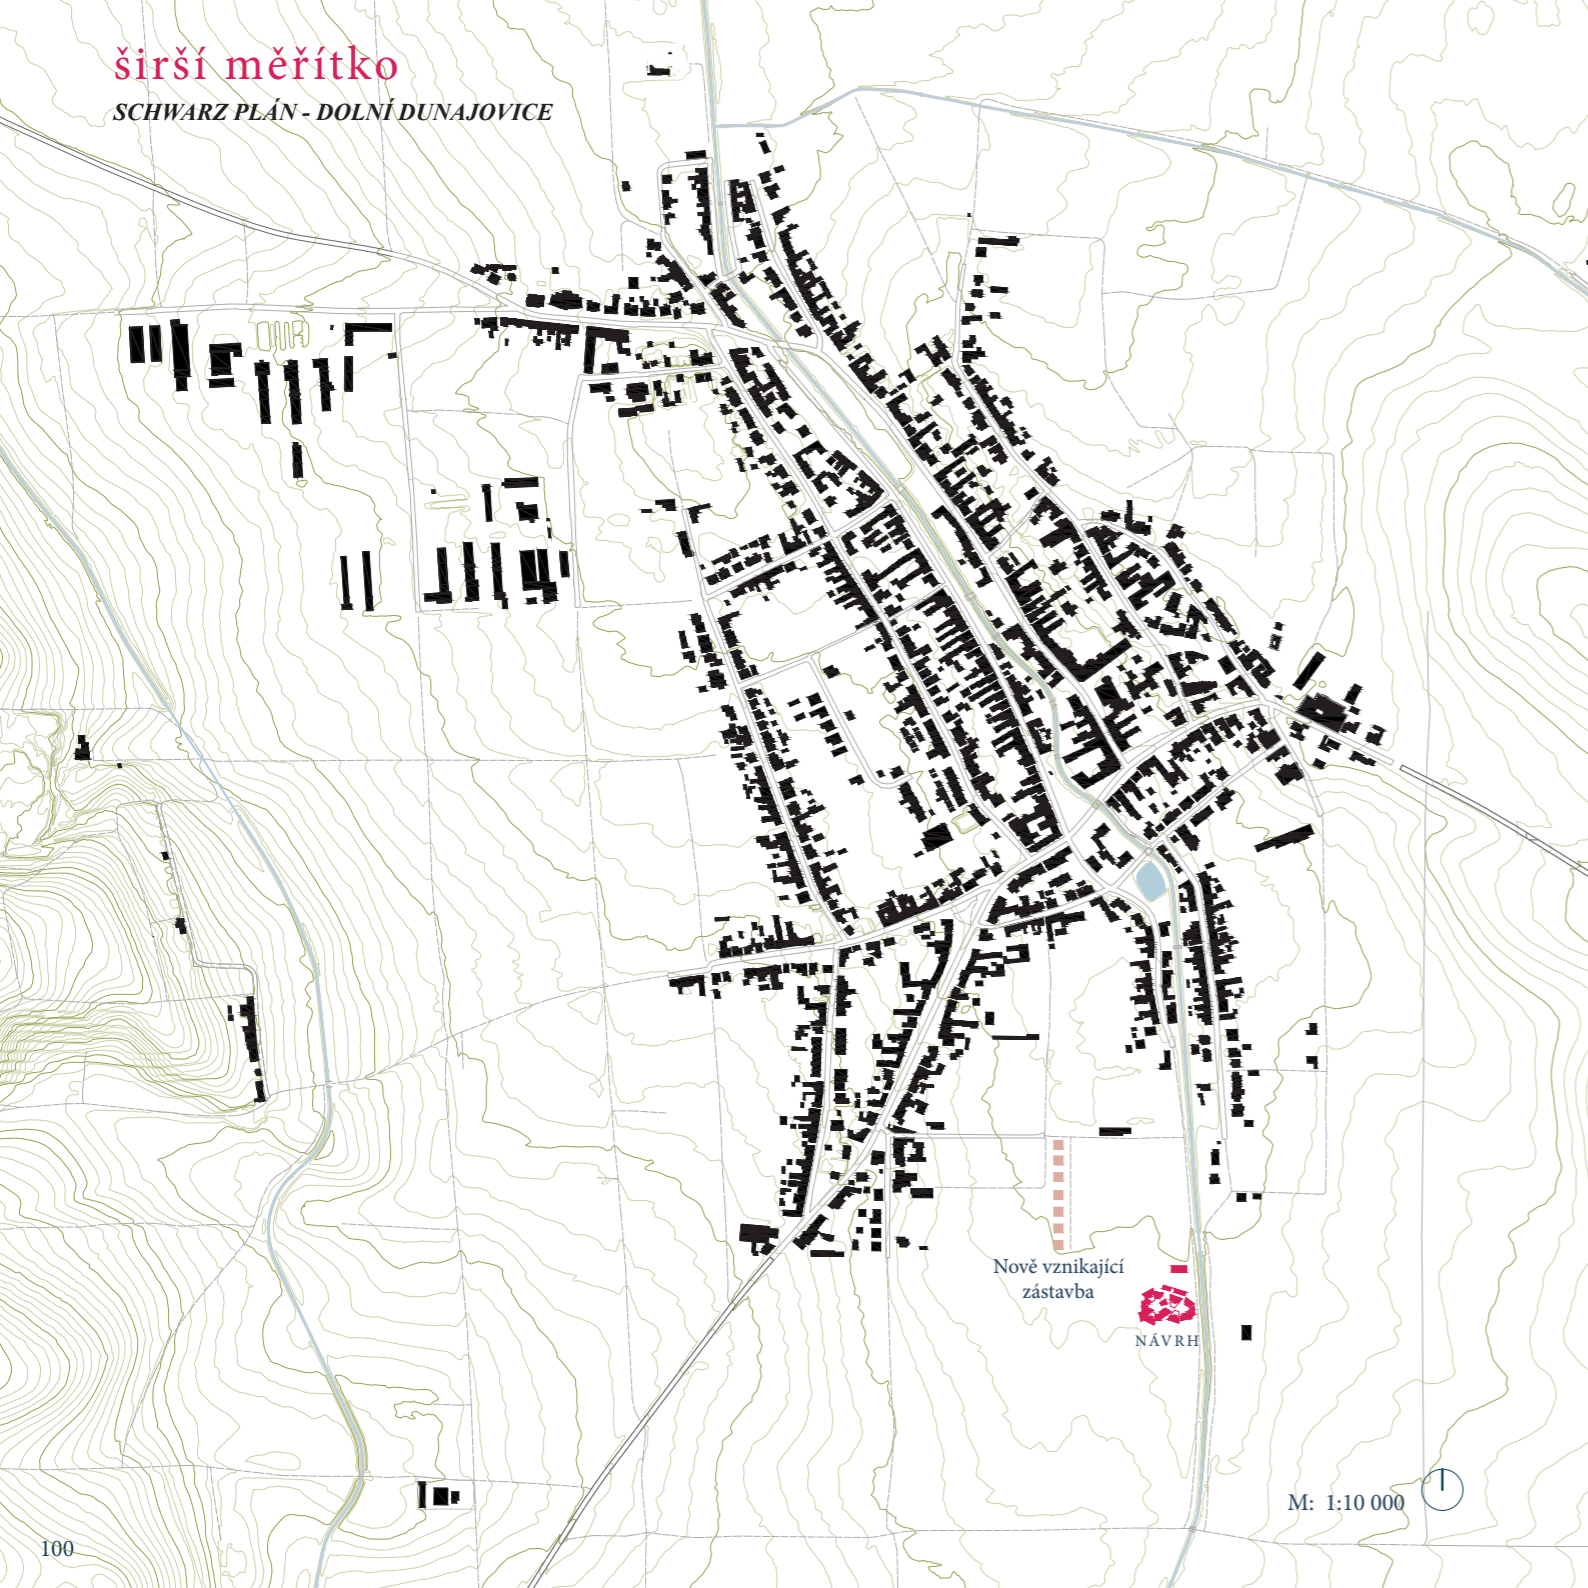 širší měřítko
SCHWARZ PLÁN - DOLNÍ DUNAJOVICE
Nově vznikající
zástavba
NÁVRH
M: 1:10 000
100